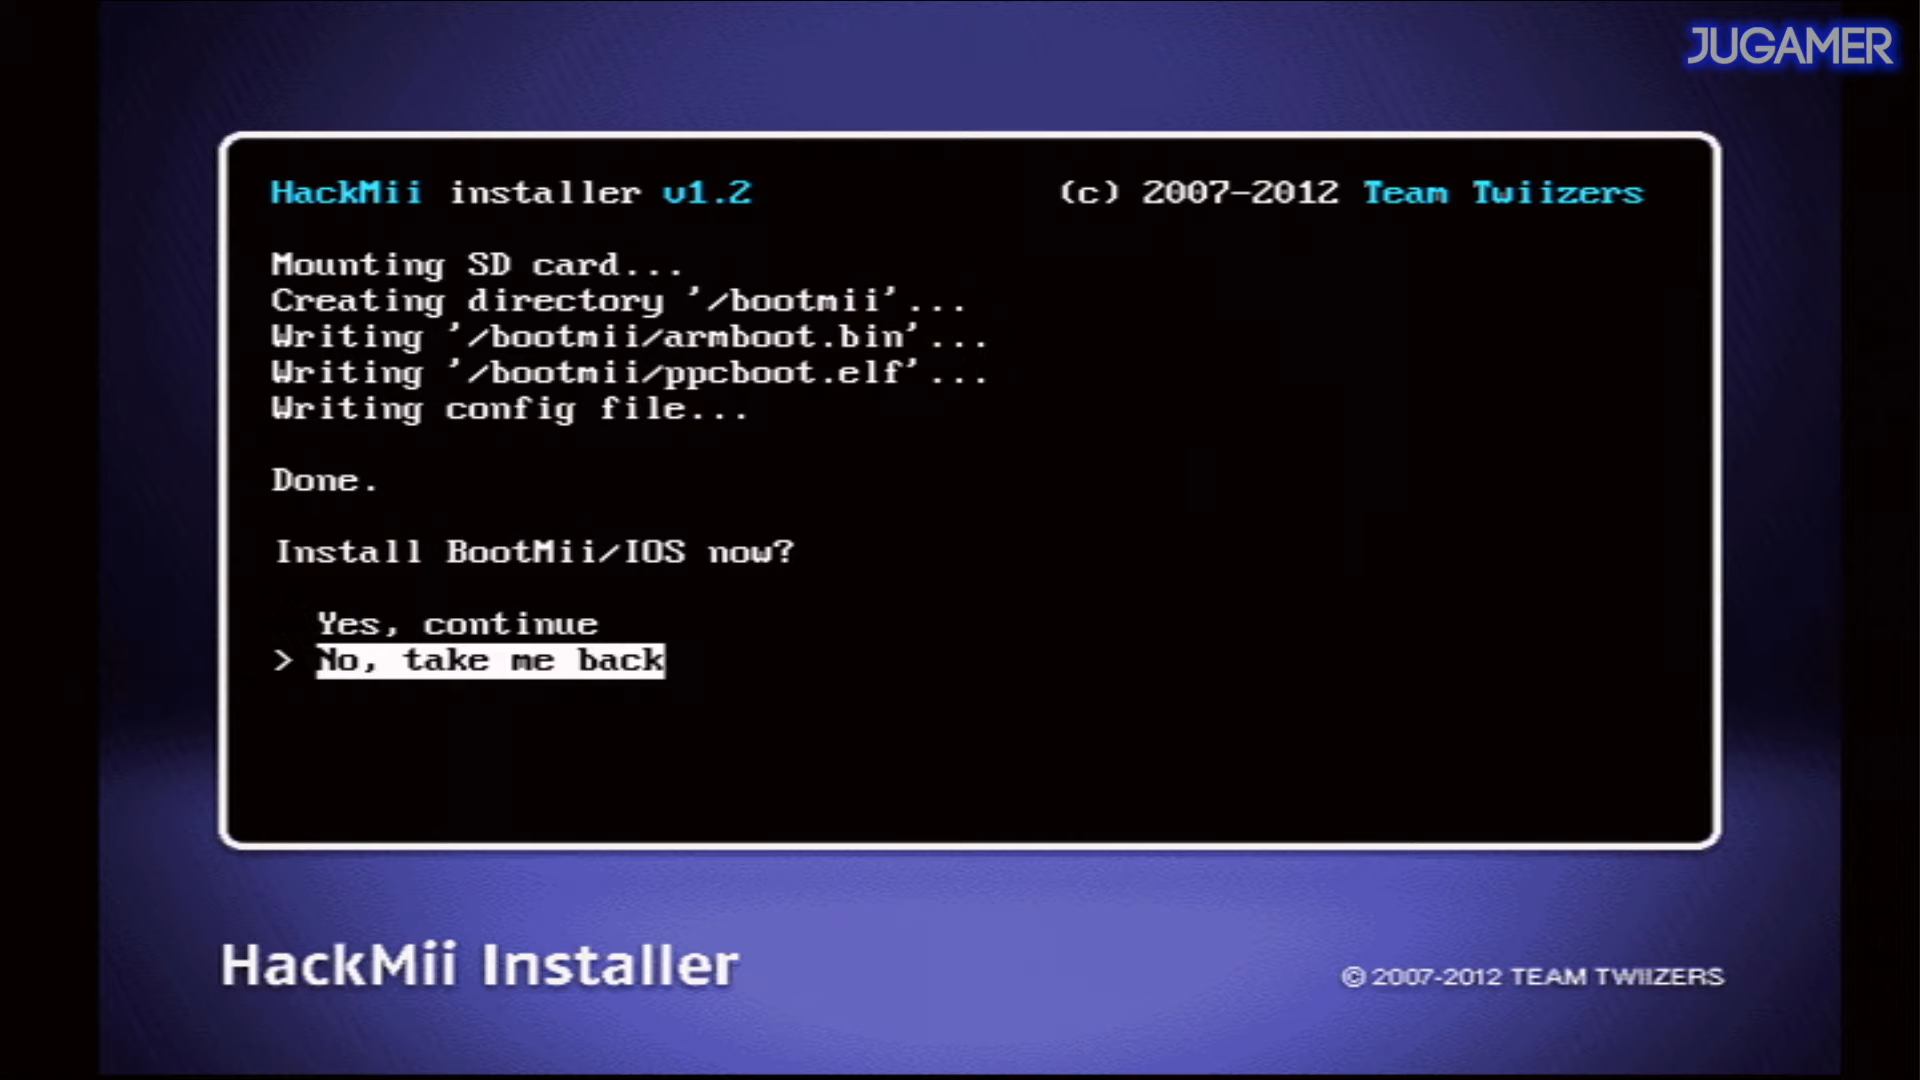 JUGAMER
HackMii installer v1.2 (c) 2007-2012 Team Twiizers
Mounting SD card...
Creating directory '/bootmii'...
Writing '/bootmii/armboot.bin'...
Writing '/bootmii/ppcboot.elf'...
Writing config file...
Done.
Install BootMii/IOS now?
Yes, continue
> No, take me back
HackMii Installer
© 2007-2012 TEAM TWIIZERS